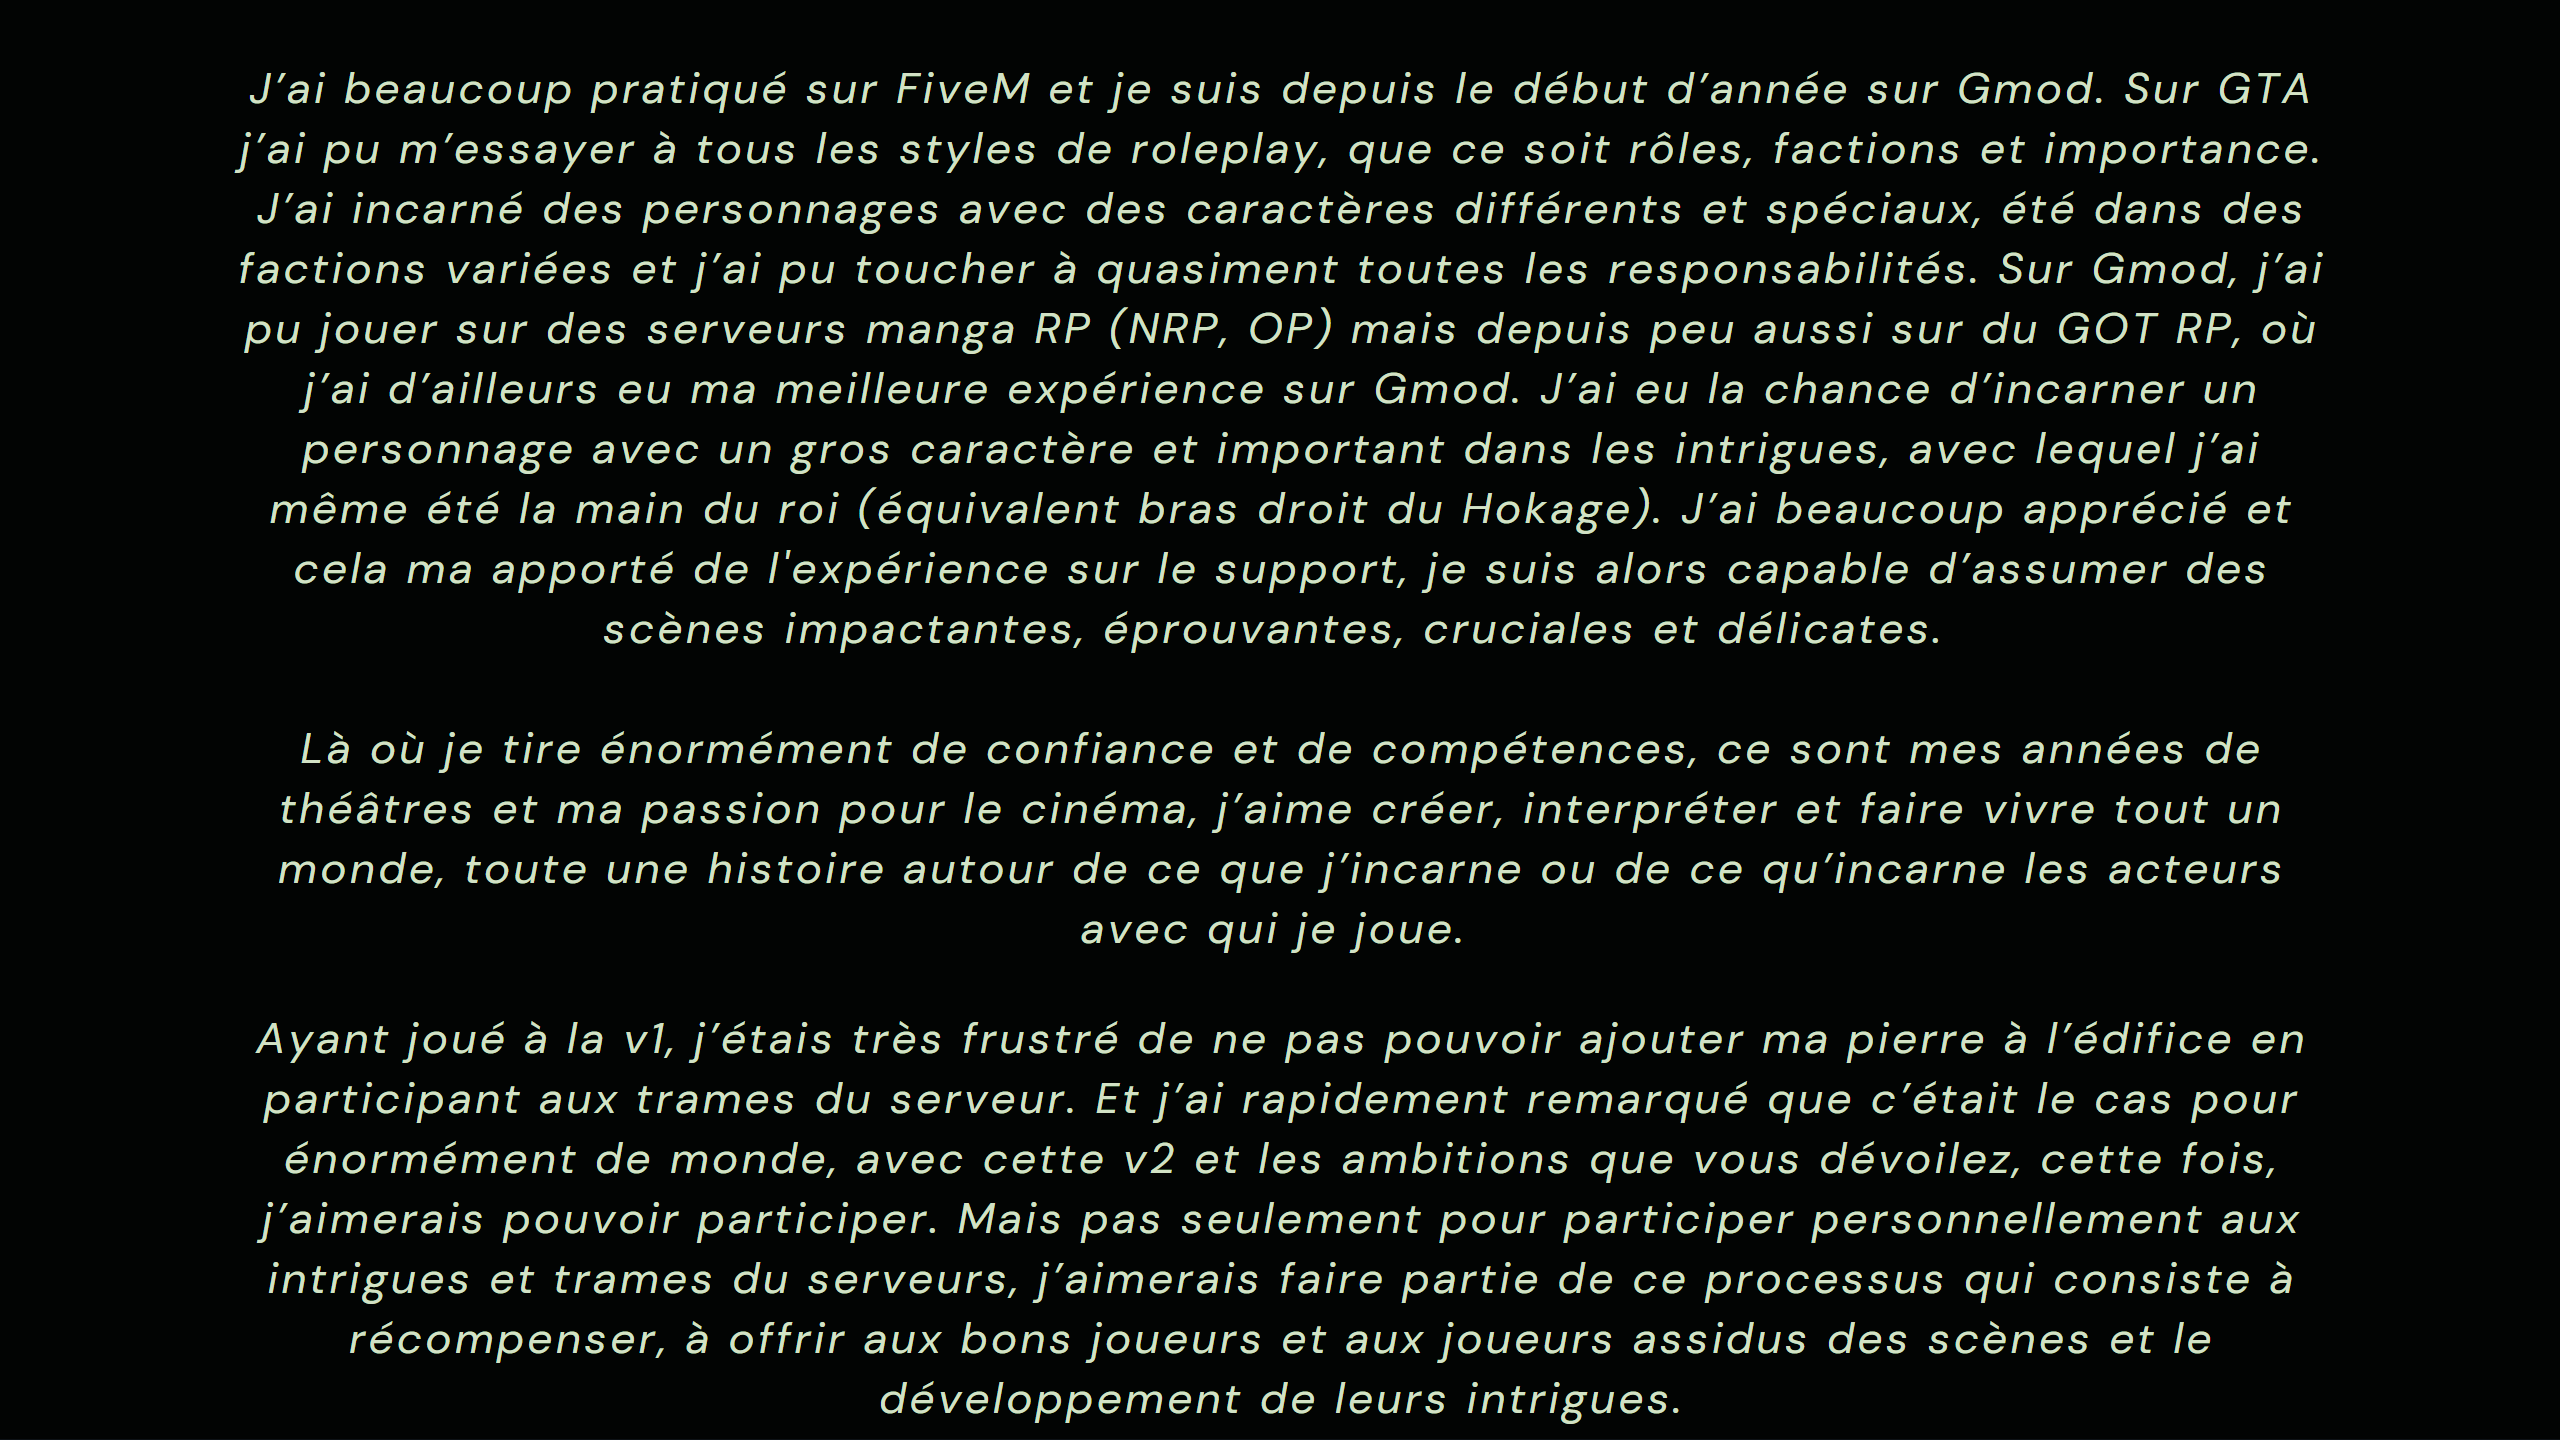 J’ai beaucoup pratiqué sur FiveM et je suis depuis le début d’année sur Gmod. Sur GTA
j’ai pu m’essayer à tous les styles de roleplay, que ce soit rôles, factions et importance.
J’ai incarné des personnages avec des caractères différents et spéciaux, été dans des
factions variées et j’ai pu toucher à quasiment toutes les responsabilités. Sur Gmod, j’ai
pu jouer sur des serveurs manga RP (NRP, OP) mais depuis peu aussi sur du GOT RP, où
j’ai d’ailleurs eu ma meilleure expérience sur Gmod. J’ai eu la chance d’incarner un
personnage avec un gros caractère et important dans les intrigues, avec lequel j’ai
même été la main du roi (équivalent bras droit du Hokage). J’ai beaucoup apprécié et
cela ma apporté de l'expérience sur le support, je suis alors capable d’assumer des
scènes impactantes, éprouvantes, cruciales et délicates.
Là où je tire énormément de confiance et de compétences, ce sont mes années de
théâtres et ma passion pour le cinéma, j’aime créer, interpréter et faire vivre tout un
monde, toute une histoire autour de ce que j’incarne ou de ce qu’incarne les acteurs
avec qui je joue.
Ayant joué à la v1, j’étais très frustré de ne pas pouvoir ajouter ma pierre à l’édifice en
participant aux trames du serveur. Et j’ai rapidement remarqué que c’était le cas pour
énormément de monde, avec cette v2 et les ambitions que vous dévoilez, cette fois,
j’aimerais pouvoir participer. Mais pas seulement pour participer personnellement aux
intrigues et trames du serveurs, j’aimerais faire partie de ce processus qui consiste à
récompenser, à offrir aux bons joueurs et aux joueurs assidus des scènes et le
développement de leurs intrigues.